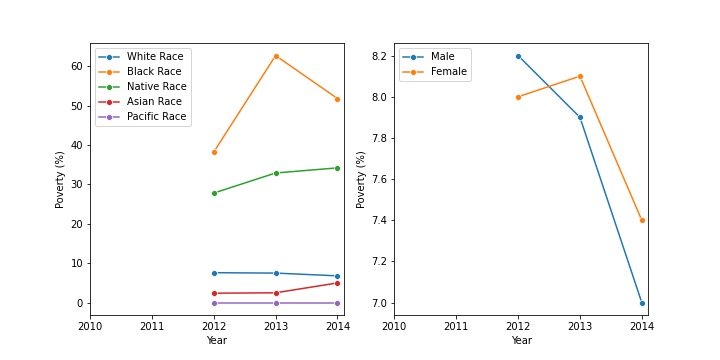 White Race
Black Race
Native Race
Asian Race
Pacific Race
60
50
40
30
20
10
0
Poverty (%)
2010 2011 2012 2013 2014
Year
Male
Female
8.2
8.0
7.8
7.6
7.4
7.2
7.0
Poverty (%)
2010 2011 2012 2013 2014
Year